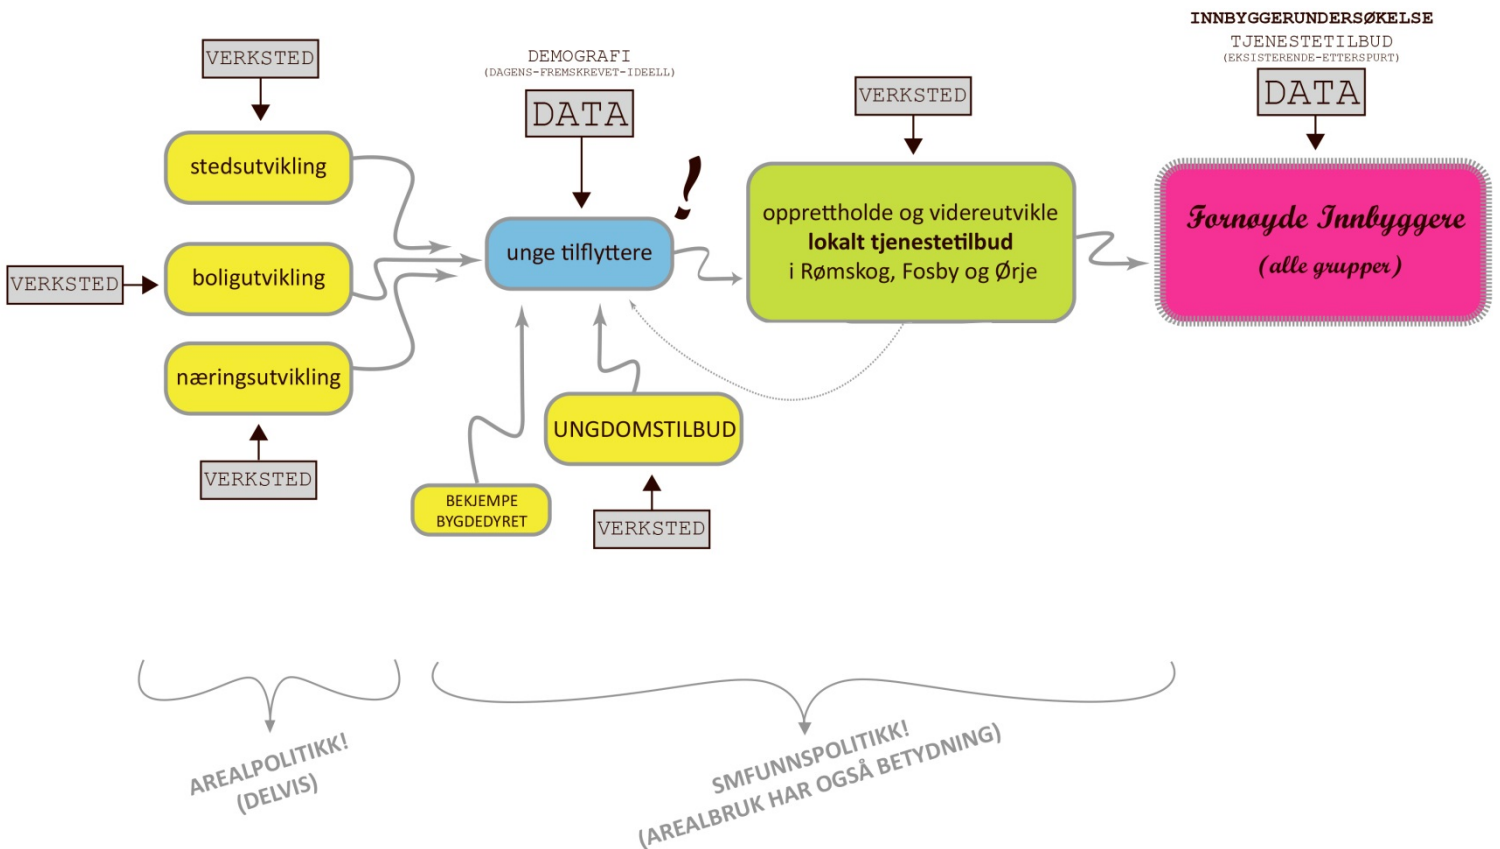 INNBYGGERUNDERSØKELSE
TJENESTETILBUD
(EKSISTERENDE-ETTERSPURT)
DATA
VERKSTED
DEMOGRAFI
(DAGENS-FREMSKREVET-IDEELL)
DATA
VERKSTED
stedsutvikling
!
opprettholde og videreutvikle
lokalt tjenestetilbud
i Rømskog, Fosby og Ørje
Fornøyde Innbyggere
(alle grupper)
unge tilflyttere
VERKSTED
boligutvikling
næringsutvikling
VERKSTED
UNGDOMSTILBUD
BEKJEMPE
BYGDEDYRET
VERKSTED
AREALPOLITIKK!
(DELVIS)
SMFUNNSPOLITIKK!
(AREALBRUK HAR OGSÅ BETYDNING)